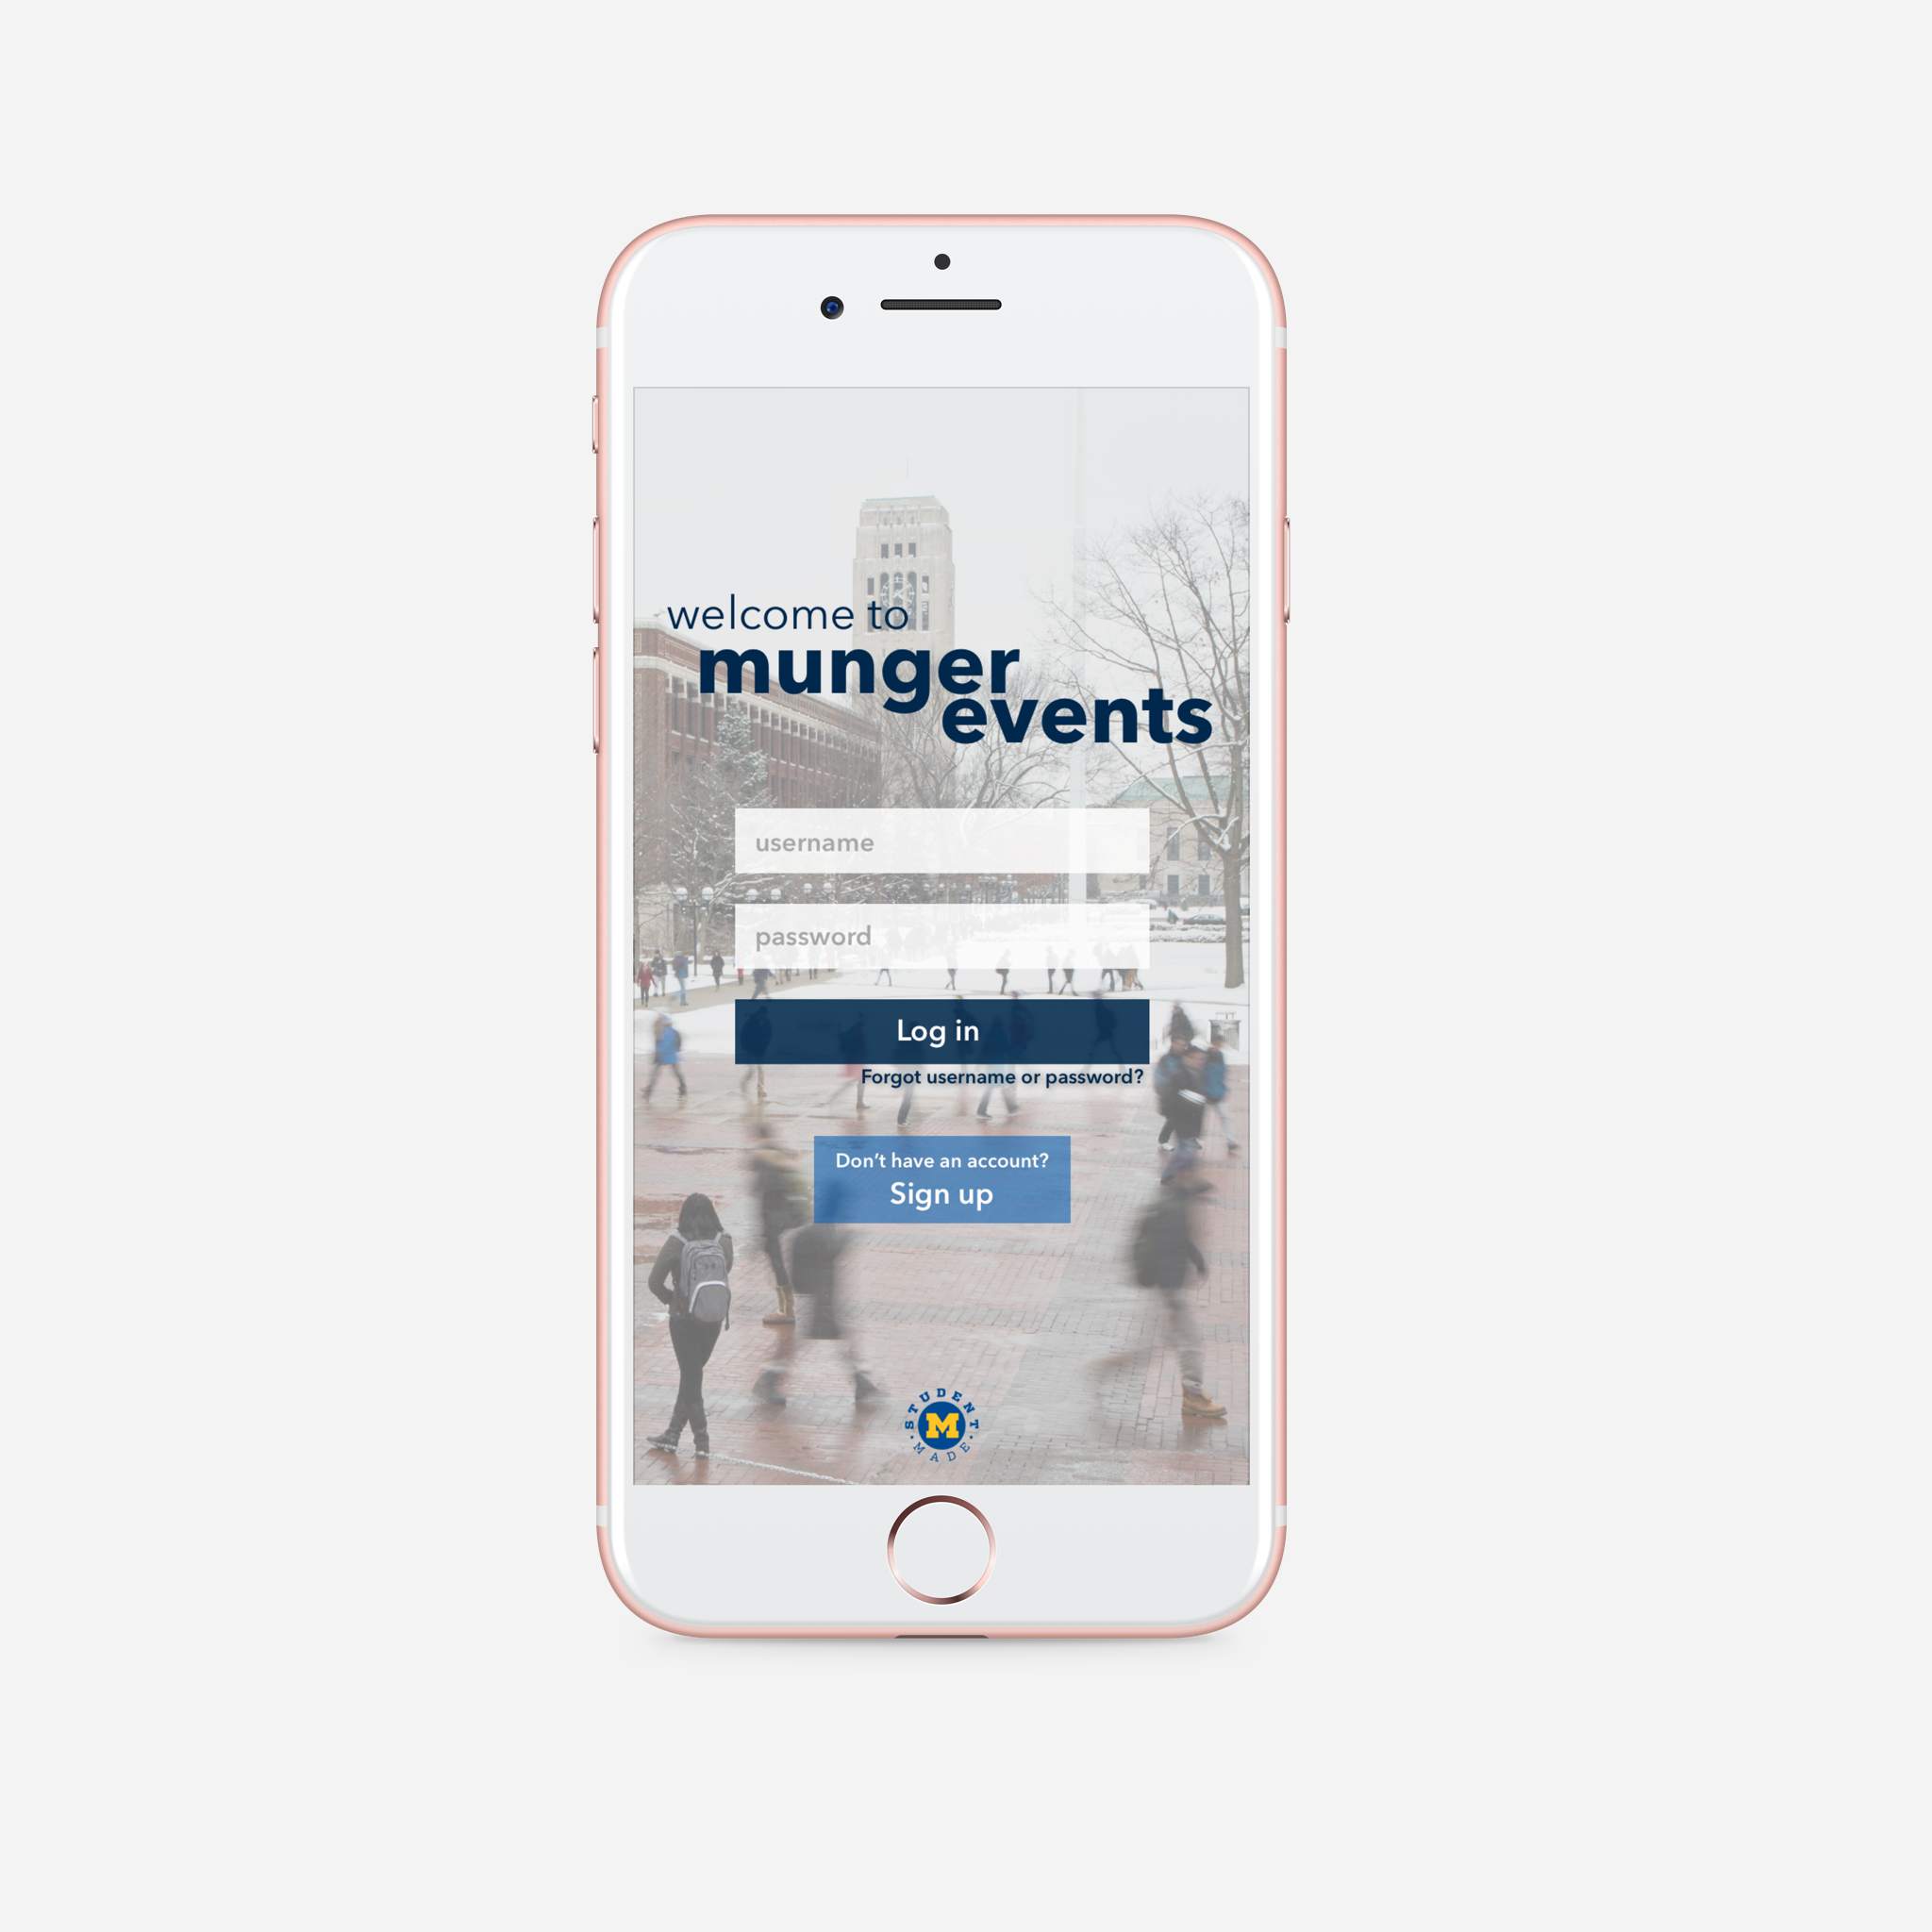 welcome to
munger
events
username
password
Log in
Forgot username or password?
Don't have an account?
Sign up
STUDENT
M
• MADE •